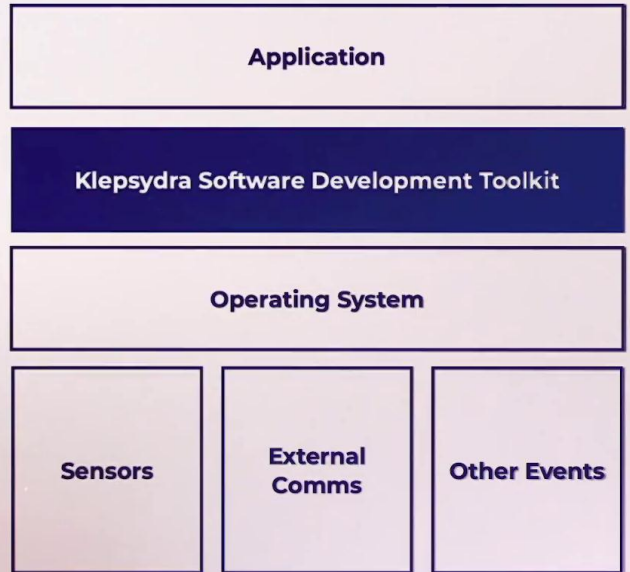 Application
Klepsydra Software Development Toolkit
Operating System
Sensors
External
Comms
Other Events